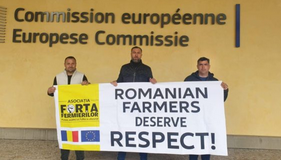 Commission européenne
Europese Commissie
ASOCIAȚIA
FORȚA
FERMIERILOR
ROMANIAN
FARMERS
DESERVE
RESPECT!